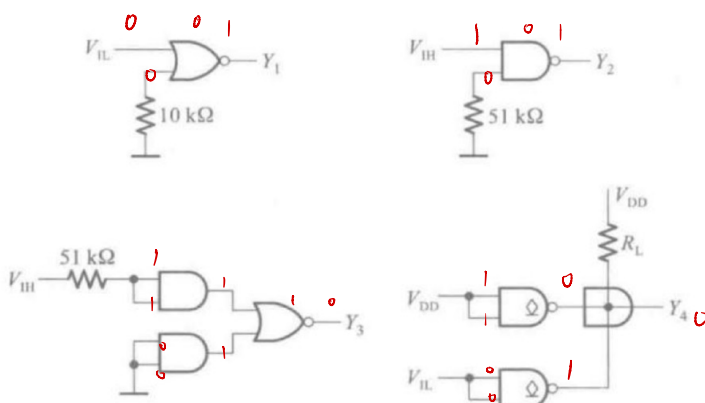 0 0 1
V_IL Y_1
0
10 kΩ
1 0 1
V_IH Y_2
0
51 kΩ
51 kΩ
V_IH
1
1
1
1 0
Y_3
0
0
1
V_DD
R_L
V_DD
1
1
0
Y_4 0
V_IL
0
0
1